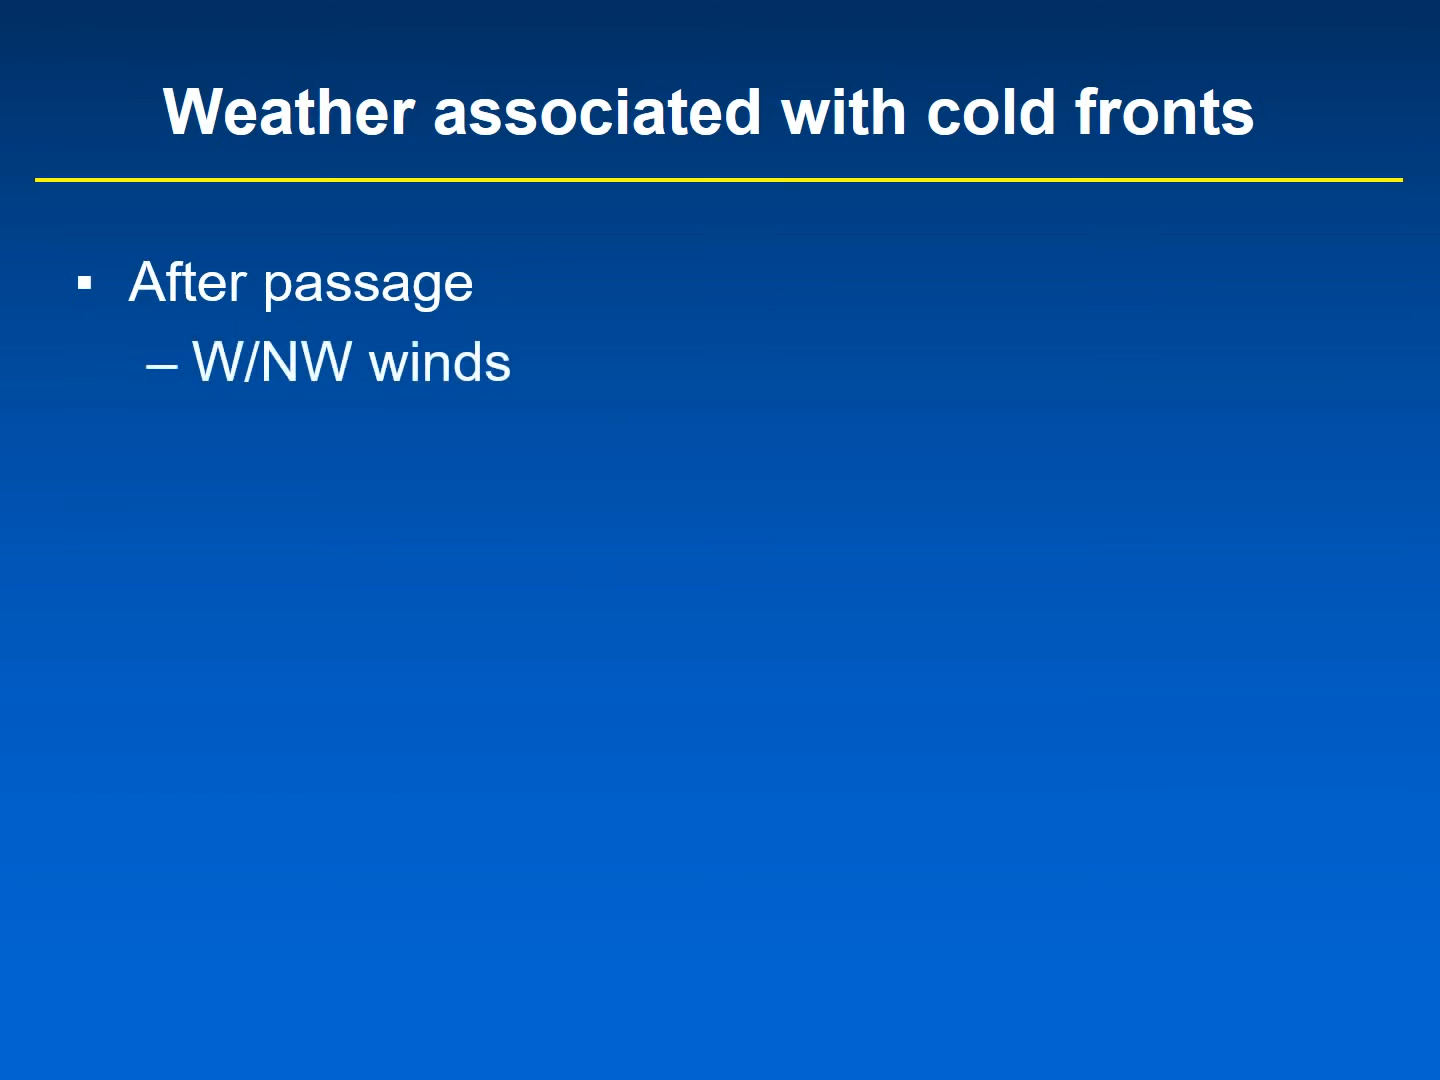 Weather associated with cold fronts
▪ After passage
– W/NW winds